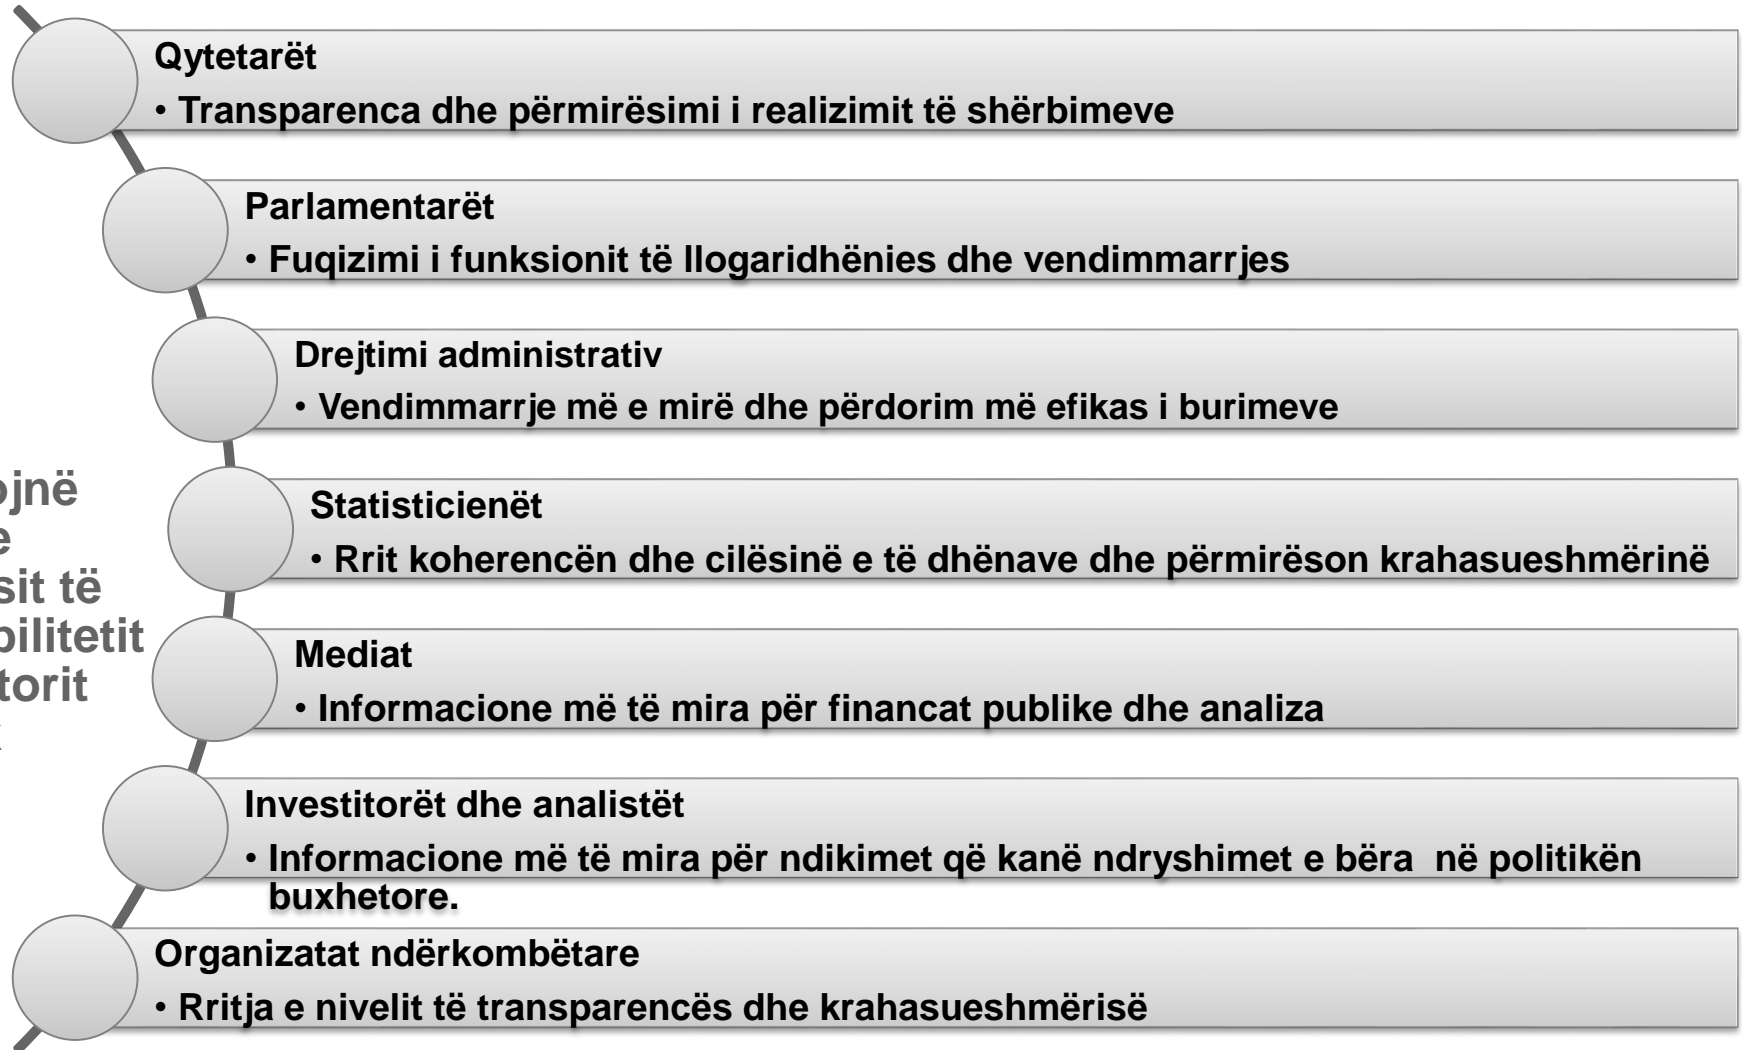 Qytetarët
• Transparenca dhe përmirësimi i realizimit të shërbimeve
Parlamentarët
• Fuqizimi i funksionit të llogaridhënies dhe vendimmarrjes
Drejtimi administrativ
• Vendimmarrje më e mirë dhe përdorim më efikas i burimeve
Statisticienët
• Rrit koherencën dhe cilësinë e të dhënave dhe përmirëson krahasueshmërinë
Mediat
• Informacione më të mira për financat publike dhe analiza
Investitorët dhe analistët
• Informacione më të mira për ndikimet që kanë ndryshimet e bëra në politikën
buxhetore.
Organizatat ndërkombëtare
• Rritja e nivelit të transparencës dhe krahasueshmërisë
të